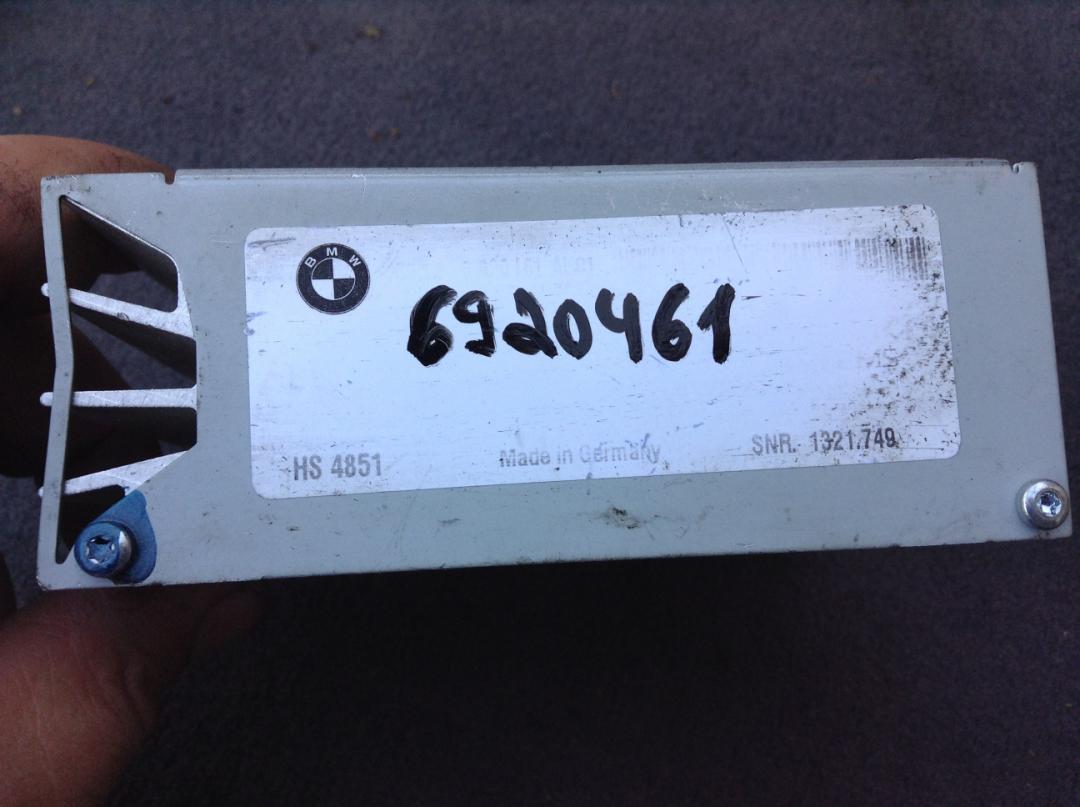 BMW
6920461
HS 4851
Made in Germany
SNR. 1321.749